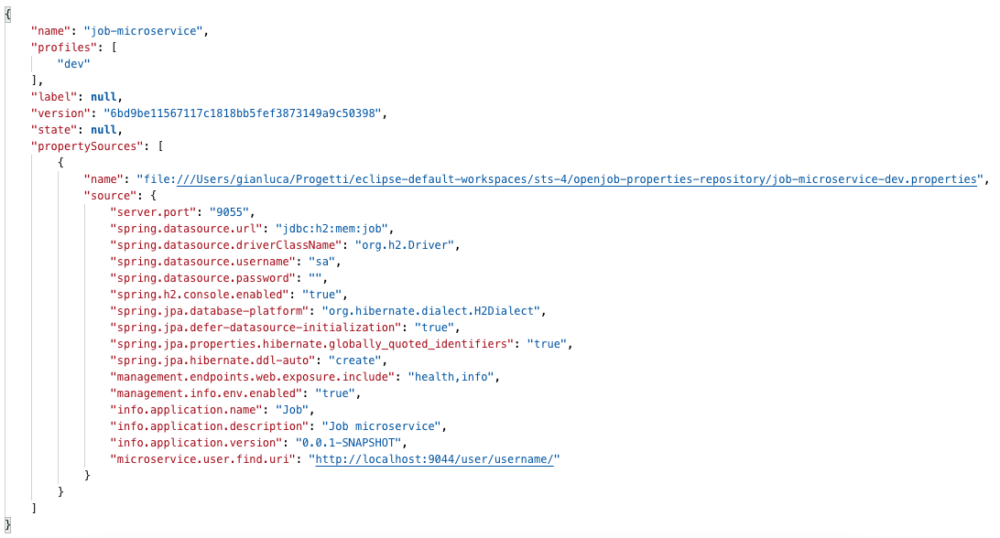 {
    "name": "job-microservice",
    "profiles": [
        "dev"
    ],
    "label": null,
    "version": "6bd9be11567117c1818bb5fef3873149a9c50398",
    "state": null,
    "propertySources": [
        {
            "name": "file:///Users/gianluca/Progetti/eclipse-default-workspaces/sts-4/openjob-properties-repository/job-microservice-dev.properties",
            "source": {
                "server.port": "9055",
                "spring.datasource.url": "jdbc:h2:mem:job",
                "spring.datasource.driverClassName": "org.h2.Driver",
                "spring.datasource.username": "sa",
                "spring.datasource.password": "",
                "spring.h2.console.enabled": "true",
                "spring.jpa.database-platform": "org.hibernate.dialect.H2Dialect",
                "spring.jpa.defer-datasource-initialization": "true",
                "spring.jpa.properties.hibernate.globally_quoted_identifiers": "true",
                "spring.jpa.hibernate.ddl-auto": "create",
                "management.endpoints.web.exposure.include": "health,info",
                "management.info.env.enabled": "true",
                "info.application.name": "Job",
                "info.application.description": "Job microservice",
                "info.application.version": "0.0.1-SNAPSHOT",
                "microservice.user.find.uri": "http://localhost:9044/user/username/"
            }
        }
    ]
}